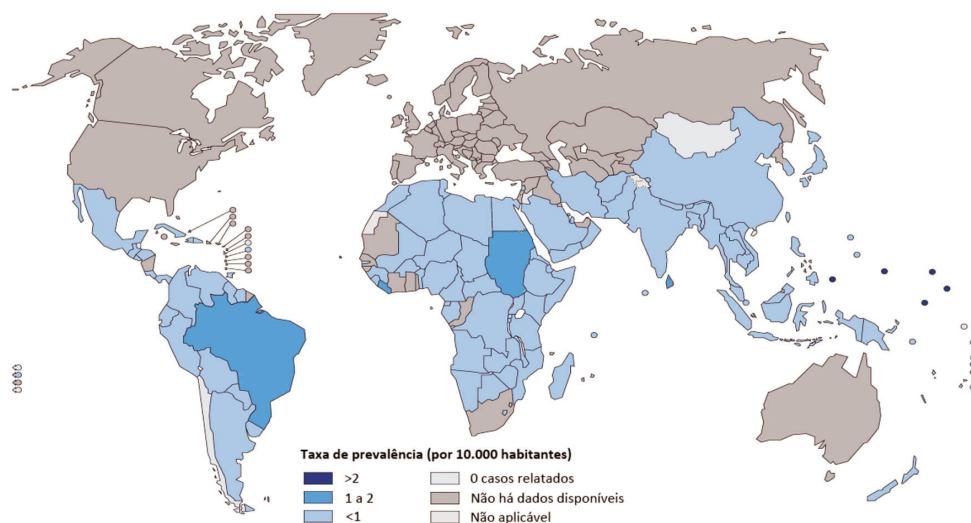 Taxa de prevalência (por 10.000 habitantes)
>2
1 a 2
<1
0 casos relatados
Não há dados disponíveis
Não aplicável